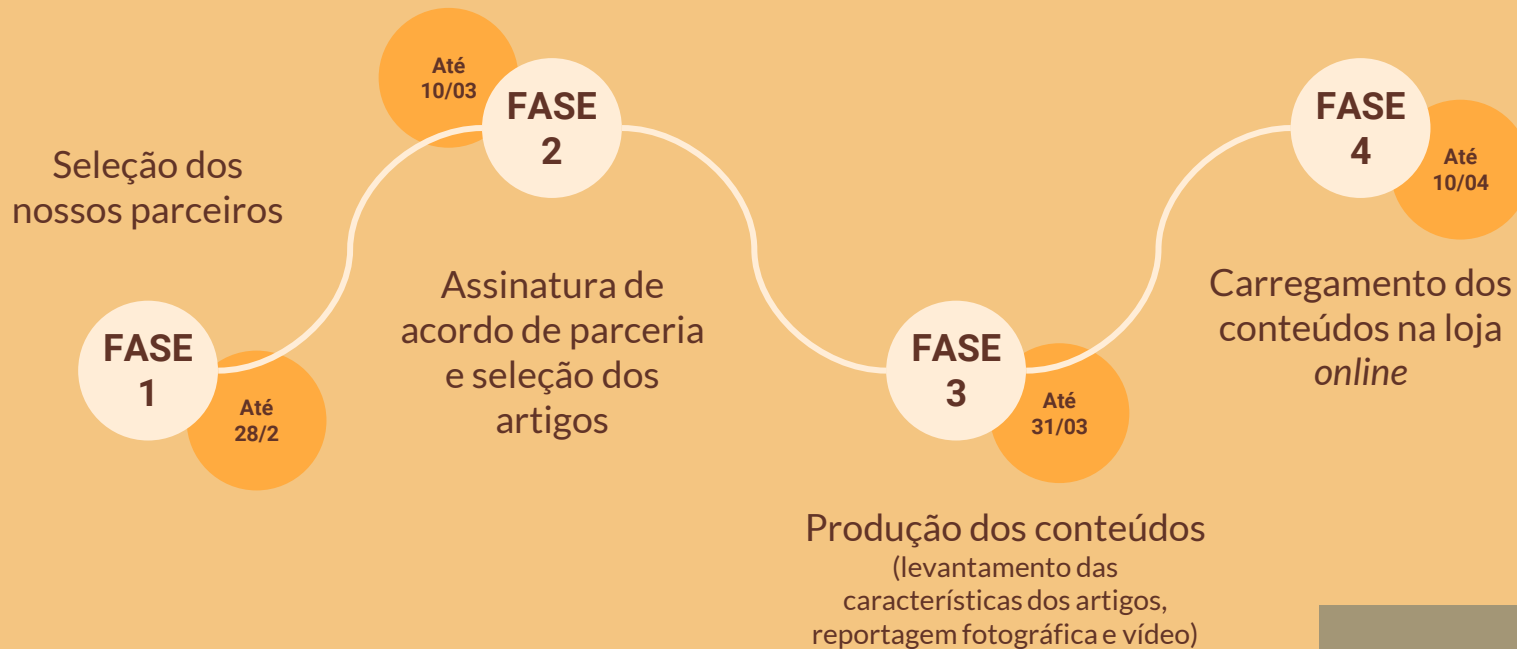 Seleção dos
nossos parceiros
FASE
1
Até
28/2
Até
10/03
FASE
2
Assinatura de
acordo de parceria
e seleção dos
artigos
FASE
3
Até
31/03
Produção dos conteúdos
(levantamento das
características dos artigos,
reportagem fotográfica e vídeo)
FASE
4
Até
10/04
Carregamento dos
conteúdos na loja
online